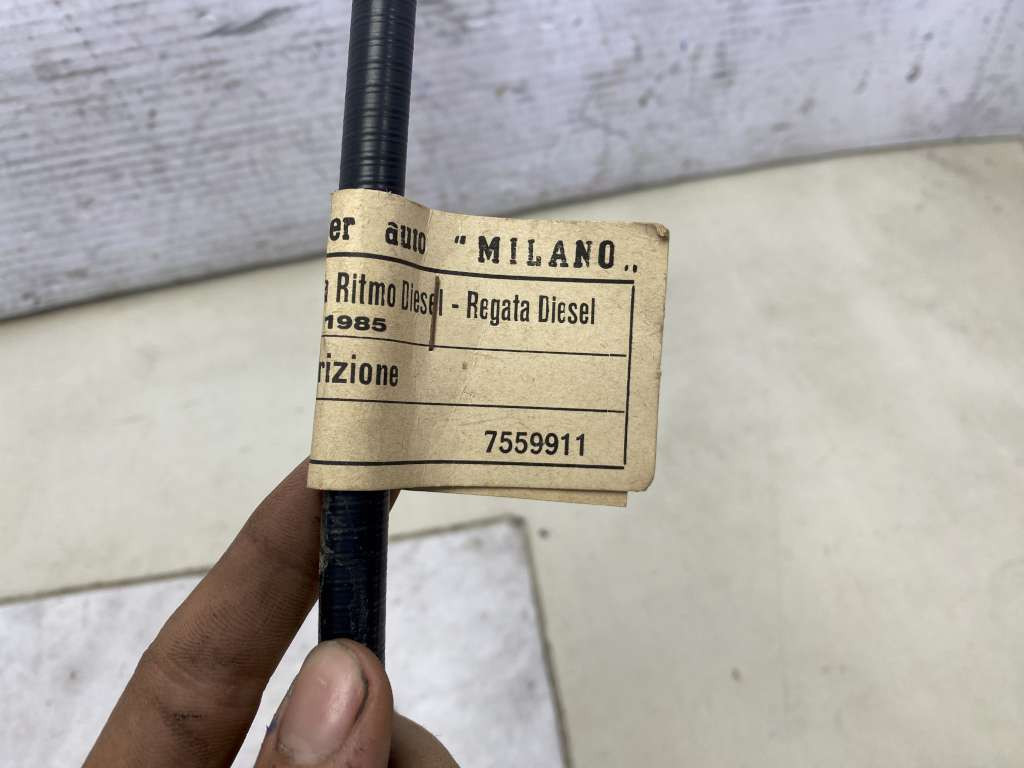 er auto "MILANO„
a Ritmo Diesel - Regata Diesel
1985
rizione
7559911